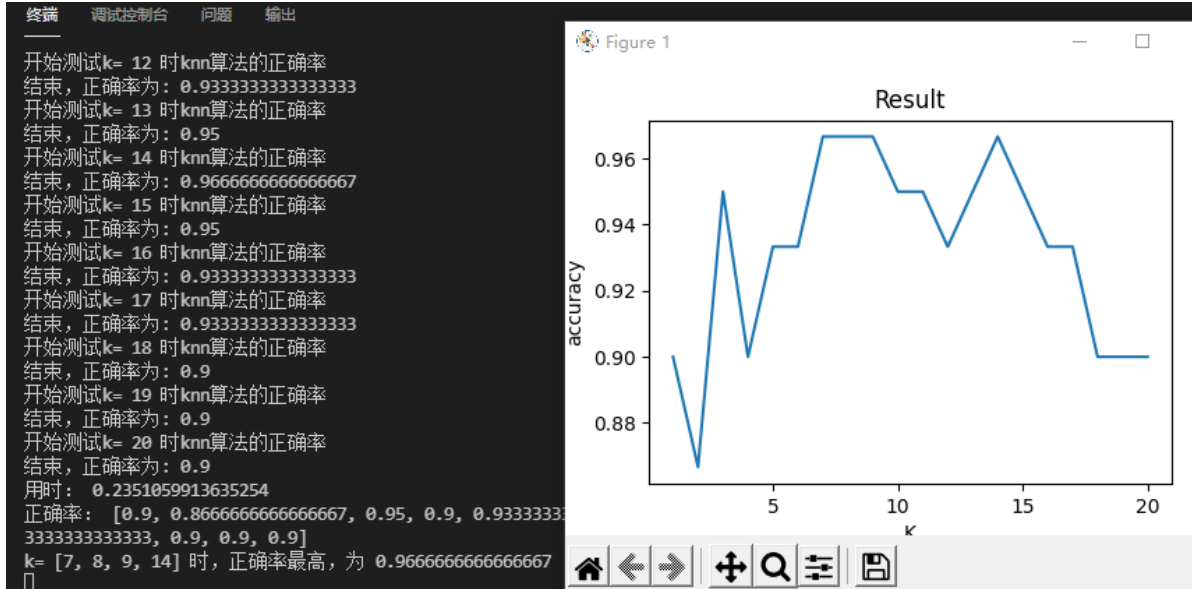 终端 调试控制台 问题 输出
开始测试k= 12 时knn算法的正确率
结束，正确率为: 0.9333333333333333
开始测试k= 13 时knn算法的正确率
结束，正确率为: 0.95
开始测试k= 14 时knn算法的正确率
结束，正确率为: 0.9666666666666667
开始测试k= 15 时knn算法的正确率
结束，正确率为: 0.95
开始测试k= 16 时knn算法的正确率
结束，正确率为: 0.9333333333333333
开始测试k= 17 时knn算法的正确率
结束，正确率为: 0.9333333333333333
开始测试k= 18 时knn算法的正确率
结束，正确率为: 0.9
开始测试k= 19 时knn算法的正确率
结束，正确率为: 0.9
开始测试k= 20 时knn算法的正确率
结束，正确率为: 0.9
用时: 0.2351059913635254
正确率: [0.9, 0.8666666666666667, 0.95, 0.9, 0.93333333
3333333333333, 0.9, 0.9, 0.9]
k= [7, 8, 9, 14] 时，正确率最高，为 0.9666666666666667
Figure 1
Result
0.96
0.94
0.92
0.90
0.88
accuracy
5 10 15 20
K